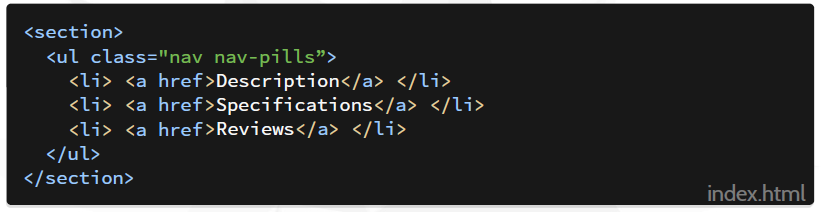 <section>
  <ul class="nav nav-pills”>
    <li> <a href>Description</a> </li>
    <li> <a href>Specifications</a> </li>
    <li> <a href>Reviews</a> </li>
  </ul>
</section>
index.html